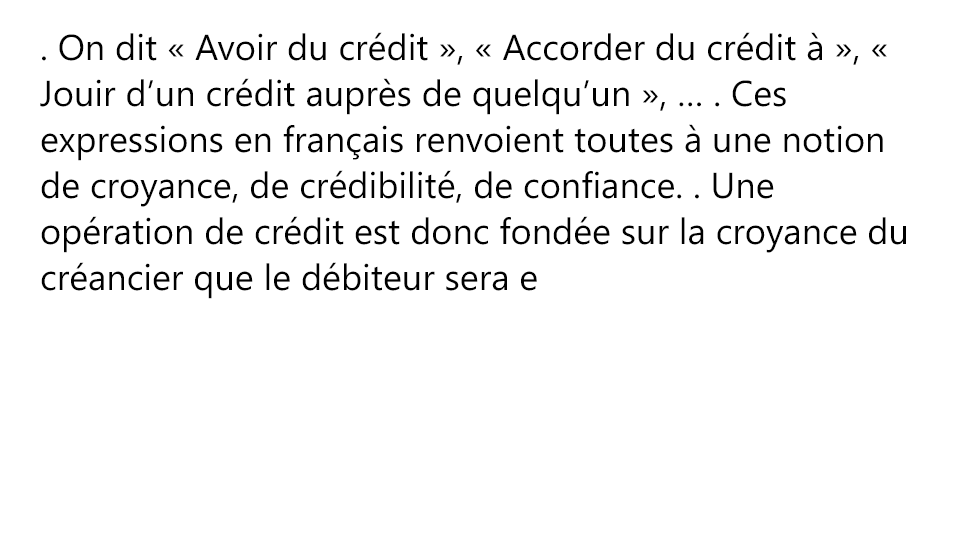 . On dit « Avoir du crédit », « Accorder du crédit à », «
Jouir d’un crédit auprès de quelqu’un », … . Ces
expressions en français renvoient toutes à une notion
de croyance, de crédibilité, de confiance. . Une
opération de crédit est donc fondée sur la croyance du
créancier que le débiteur sera e